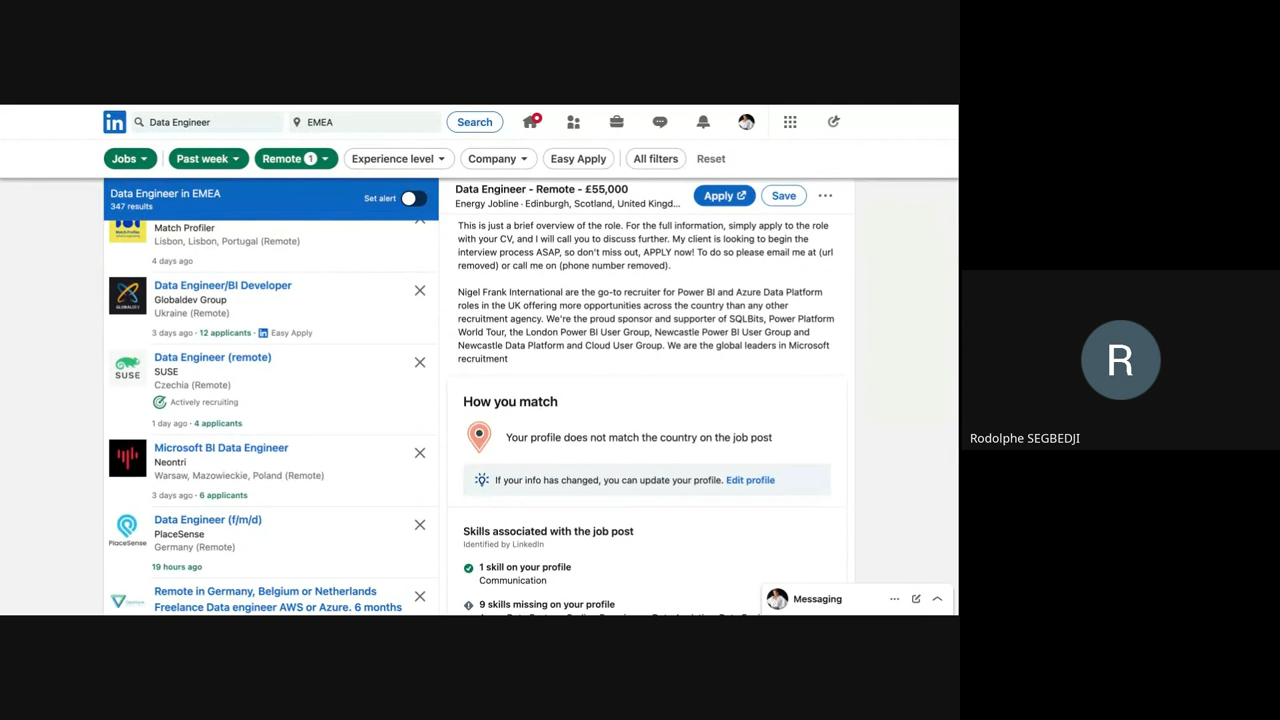 in
Data Engineer
EMEA
Search
Jobs
Past week
Remote 1
Experience level
Company
Easy Apply
All filters
Reset
Data Engineer in EMEA
347 results
Set alert
Match Profiler
Lisbon, Lisbon, Portugal (Remote)
4 days ago
GLOBALDEV
Data Engineer/BI Developer
Globaldev Group
Ukraine (Remote)
3 days ago · 12 applicants · in Easy Apply
SUSE
Data Engineer (remote)
SUSE
Czechia (Remote)
Actively recruiting
1 day ago · 4 applicants
Microsoft BI Data Engineer
Neontri
Warsaw, Mazowieckie, Poland (Remote)
3 days ago · 6 applicants
PlaceSense
Data Engineer (f/m/d)
PlaceSense
Germany (Remote)
19 hours ago
Remote in Germany, Belgium or Netherlands
Freelance Data engineer AWS or Azure. 6 months
Data Engineer - Remote - £55,000
Energy Jobline · Edinburgh, Scotland, United Kingd...
Apply
Save
This is just a brief overview of the role. For the full information, simply apply to the role
with your CV, and I will call you to discuss further. My client is looking to begin the
interview process ASAP, so don't miss out, APPLY now! To do so please email me at (url
removed) or call me on (phone number removed).
Nigel Frank International are the go-to recruiter for Power BI and Azure Data Platform
roles in the UK offering more opportunities across the country than any other
recruitment agency. We're the proud sponsor and supporter of SQLBits, Power Platform
World Tour, the London Power BI User Group, Newcastle Power BI User Group and
Newcastle Data Platform and Cloud User Group. We are the global leaders in Microsoft
recruitment
How you match
Your profile does not match the country on the job post
If your info has changed, you can update your profile. Edit profile
Skills associated with the job post
Identified by LinkedIn
1 skill on your profile
Communication
9 skills missing on your profile
Messaging
R
Rodolphe SEGBEDJI